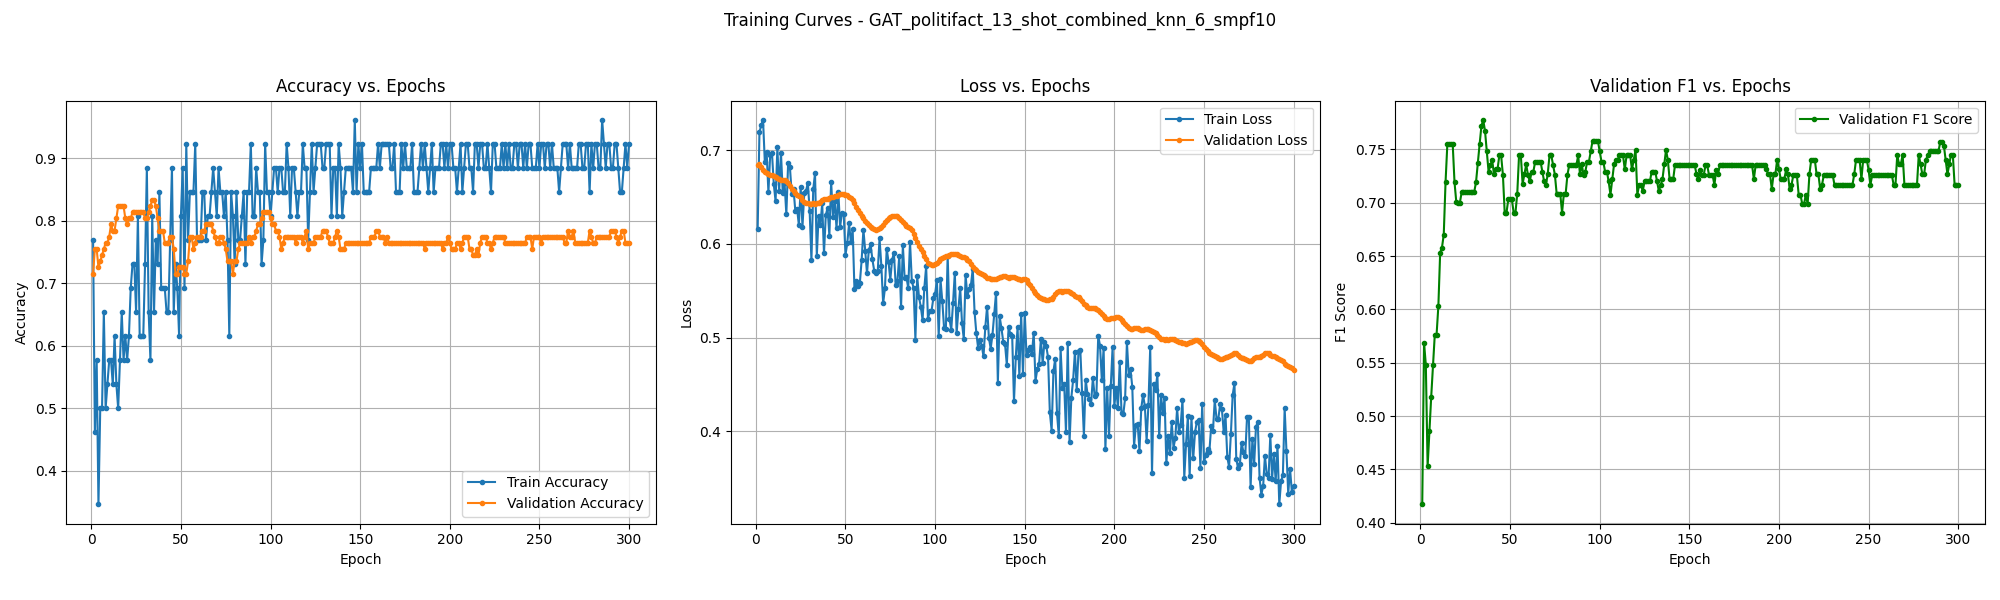 Training Curves - GAT_politifact_13_shot_combined_knn_6_smpf10
Accuracy vs. Epochs
Accuracy
0.9
0.8
0.7
0.6
0.5
0.4
Train Accuracy
Validation Accuracy
0 50 100 150 200 250 300
Epoch
Loss vs. Epochs
Loss
0.7
0.6
0.5
0.4
Train Loss
Validation Loss
0 50 100 150 200 250 300
Epoch
Validation F1 vs. Epochs
F1 Score
Validation F1 Score
0.75
0.70
0.65
0.60
0.55
0.50
0.45
0.40
0 50 100 150 200 250 300
Epoch